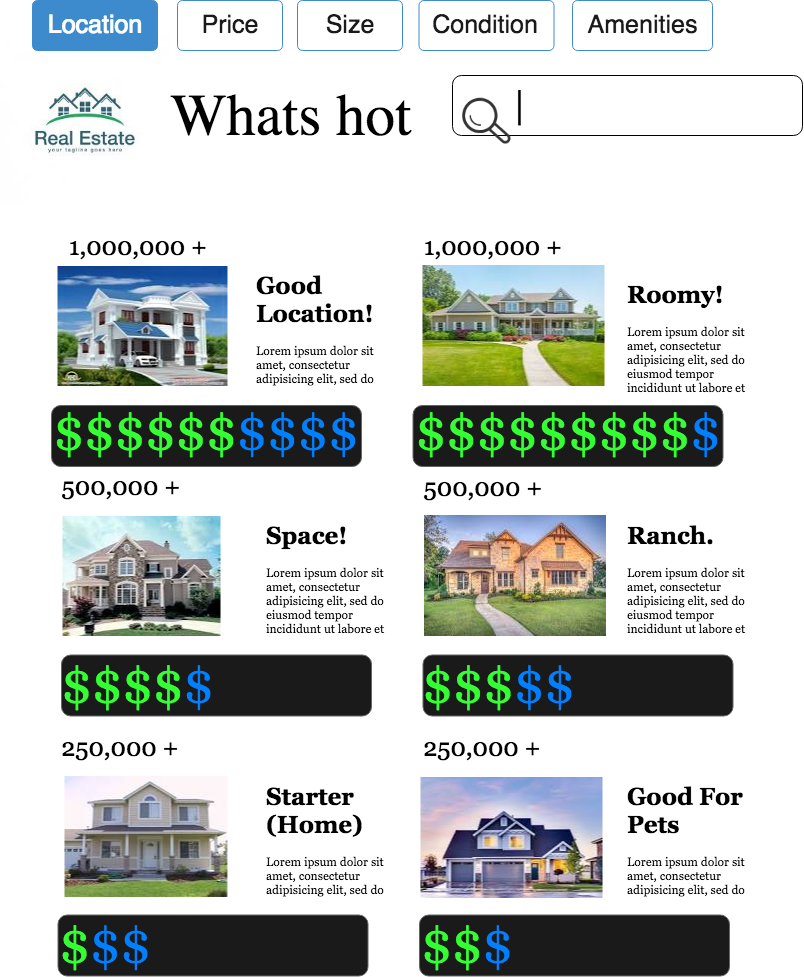 Location
Price
Size
Condition
Amenities
Real Estate
your tagline goes here
Whats hot
1,000,000 +
Good
Location!
Lorem ipsum dolor sit
amet, consectetur
adipisicing elit, sed do
$$$$$$$$$$
1,000,000 +
Roomy!
Lorem ipsum dolor sit
amet, consectetur
adipisicing elit, sed do
eiusmod tempor
incididunt ut labore et
$$$$$$$$$$
500,000 +
Space!
Lorem ipsum dolor sit
amet, consectetur
adipisicing elit, sed do
eiusmod tempor
incididunt ut labore et
$$$$$
500,000 +
Ranch.
Lorem ipsum dolor sit
amet, consectetur
adipisicing elit, sed do
eiusmod tempor
incididunt ut labore et
$$$$$
250,000 +
Starter
(Home)
Lorem ipsum dolor sit
amet, consectetur
adipisicing elit, sed do
$$$
250,000 +
Good For
Pets
Lorem ipsum dolor sit
amet, consectetur
adipisicing elit, sed do
$$$